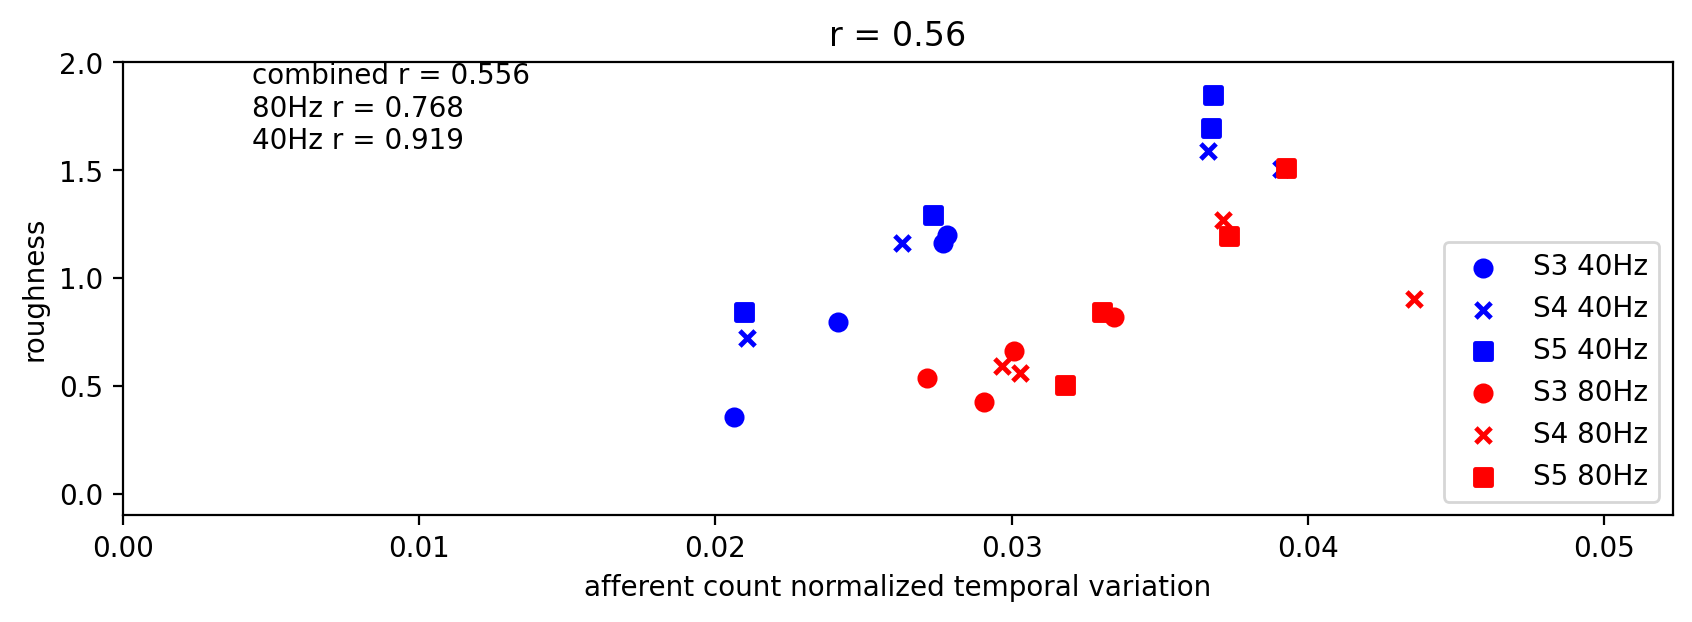 r = 0.56
combined r = 0.556
80Hz r = 0.768
40Hz r = 0.919
2.0
1.5
1.0
0.5
0.0
roughness
S3 40Hz
S4 40Hz
S5 40Hz
S3 80Hz
S4 80Hz
S5 80Hz
0.00 0.01 0.02 0.03 0.04 0.05
afferent count normalized temporal variation